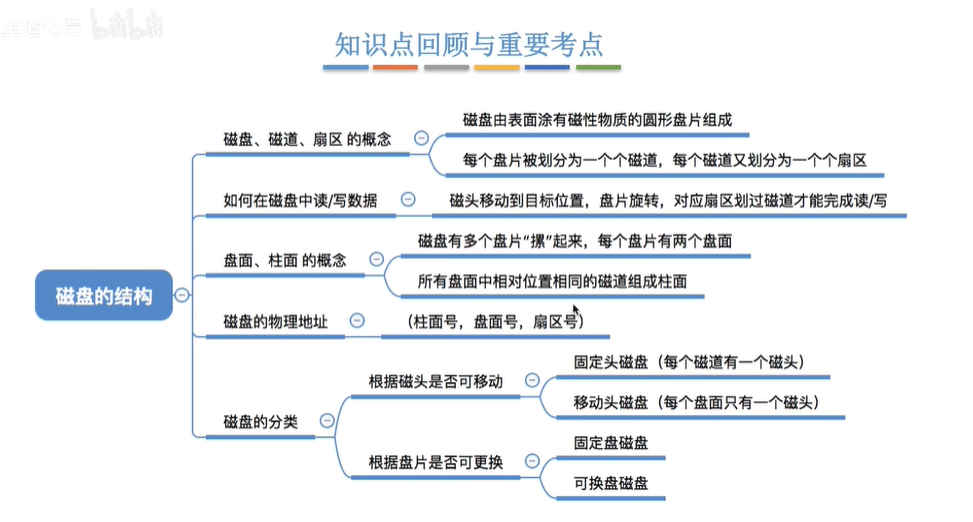 bilibili
知识点回顾与重要考点
磁盘的结构
磁盘、磁道、扇区 的概念
磁盘由表面涂有磁性物质的圆形盘片组成
每个盘片被划分为一个个磁道，每个磁道又划分为一个个扇区
如何在磁盘中读/写数据
磁头移动到目标位置，盘片旋转，对应扇区划过磁道才能完成读/写
盘面、柱面 的概念
磁盘有多个盘片“摞”起来，每个盘片有两个盘面
所有盘面中相对位置相同的磁道组成柱面
磁盘的物理地址
（柱面号，盘面号，扇区号）
磁盘的分类
根据磁头是否可移动
固定头磁盘（每个磁道有一个磁头）
移动头磁盘（每个盘面只有一个磁头）
根据盘片是否可更换
固定盘磁盘
可换盘磁盘